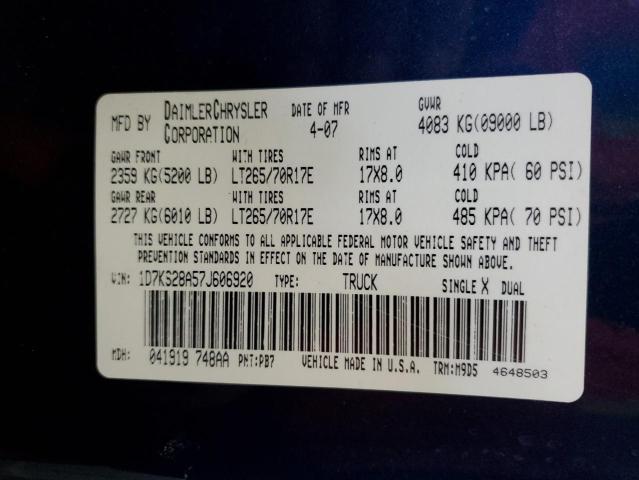 MFD BY DAIMLERCHRYSLER CORPORATION DATE OF MFR 4-07 GVWR 4083 KG(09000 LB)
GAWR FRONT WITH TIRES RIMS AT COLD
2359 KG(5200 LB) LT265/70R17E 17X8.0 410 KPA( 60 PSI)
GAWR REAR WITH TIRES RIMS AT COLD
2727 KG(6010 LB) LT265/70R17E 17X8.0 485 KPA( 70 PSI)
THIS VEHICLE CONFORMS TO ALL APPLICABLE FEDERAL MOTOR VEHICLE SAFETY AND THEFT
PREVENTION STANDARDS IN EFFECT ON THE DATE OF MANUFACTURE SHOWN ABOVE.
VIN: 1D7KS28A57J606920 TYPE: TRUCK SINGLE X DUAL
MDH: 041919 748AA PNT:PB7 VEHICLE MADE IN U.S.A. TRM:M9D5 4648503